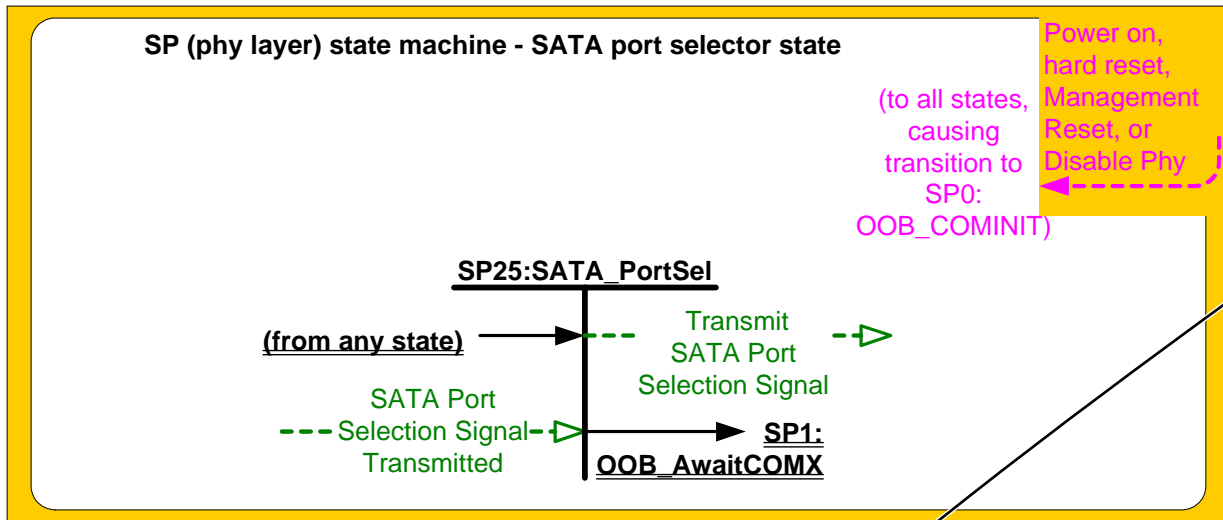 SP (phy layer) state machine - SATA port selector state
Power on,
hard reset,
Management
Reset, or
Disable Phy
(to all states,
causing
transition to
SP0:
OOB_COMINIT)
SP25:SATA_PortSel
(from any state)
Transmit
SATA Port
Selection Signal
SATA Port
Selection Signal
Transmitted
SP1:
OOB_AwaitCOMX